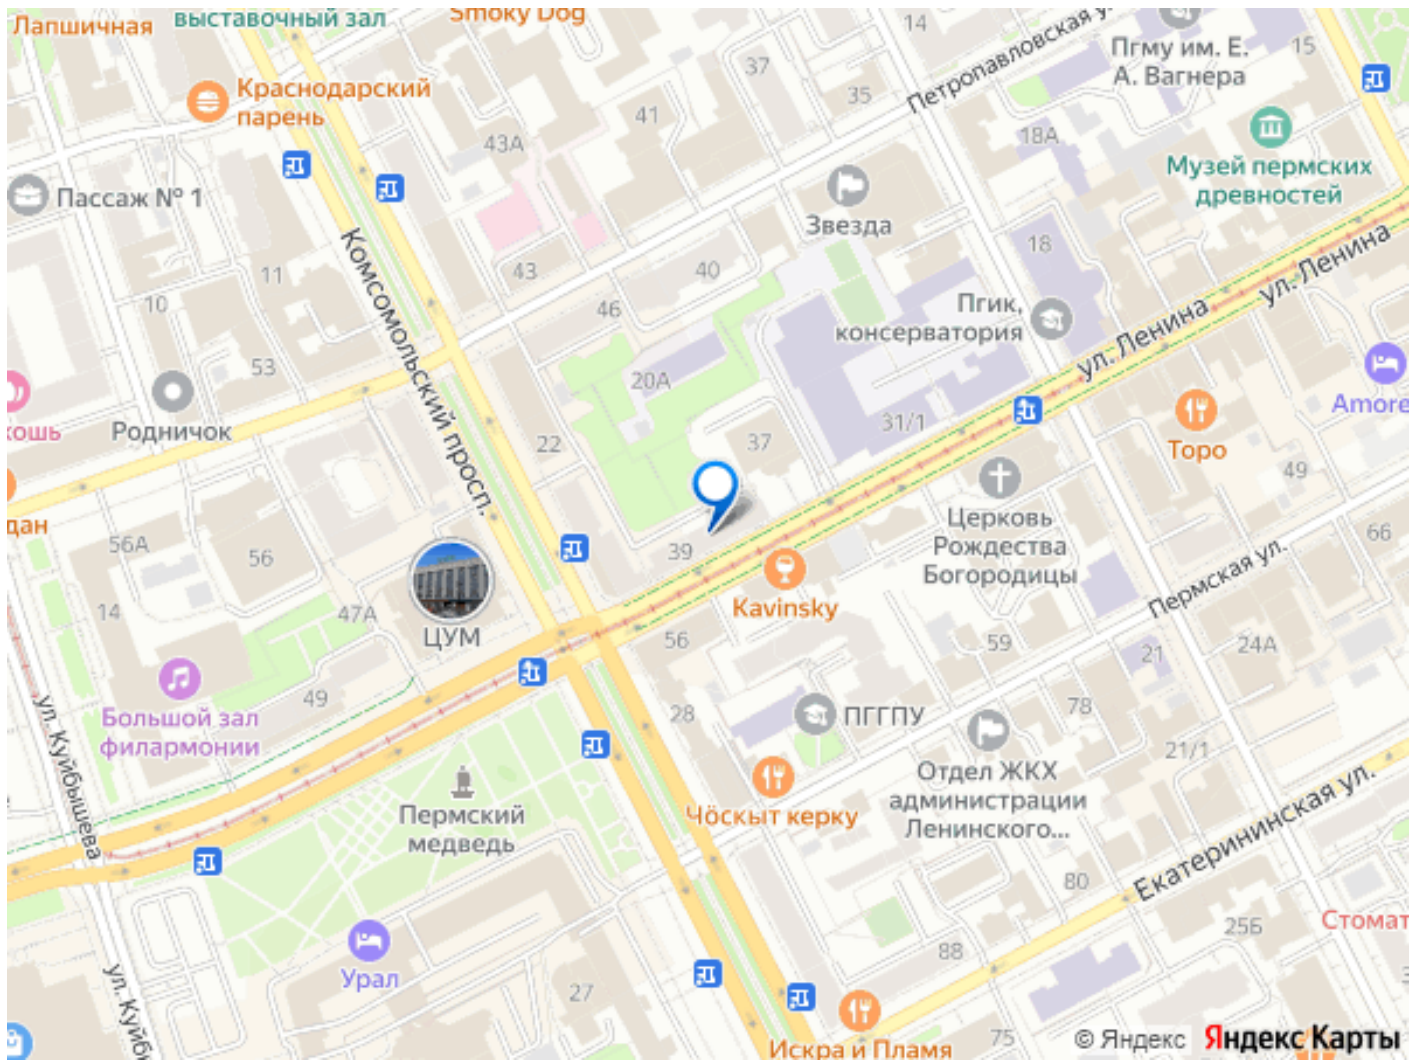 Лапшичная
выставочный зал
Smoky Dog
14
Петропавловская у
Пгму им. Е.
А. Вагнера
15
37
35
Краснодарский
парень
41
43А
18А
Музей пермских
древностей
Пассаж № 1
Звезда
Комсомольский просп.
11
43
40
18
ул. Ленина
10
46
Пгик,
консерватория
ул. Ленина
53
20А
Amore
кошь
Родничок
22
37
31/1
Торо
49
дан
56А
56
39
Церковь
Рождества
Богородицы
66
Пермская ул.
14
47А
ЦУМ
Kavinsky
56
59
21
24А
49
Большой зал
филармонии
ул. Куйбышева
28
ПГГПУ
78
21/1
Отдел ЖКХ
администрации
Ленинского...
Пермский
медведь
Чӧскыт керку
Екатерининская ул.
80
25Б
Стомат
88
Урал
27
ул. Куйбы
75
Искра и Пламя
© Яндекс Яндекс Карты